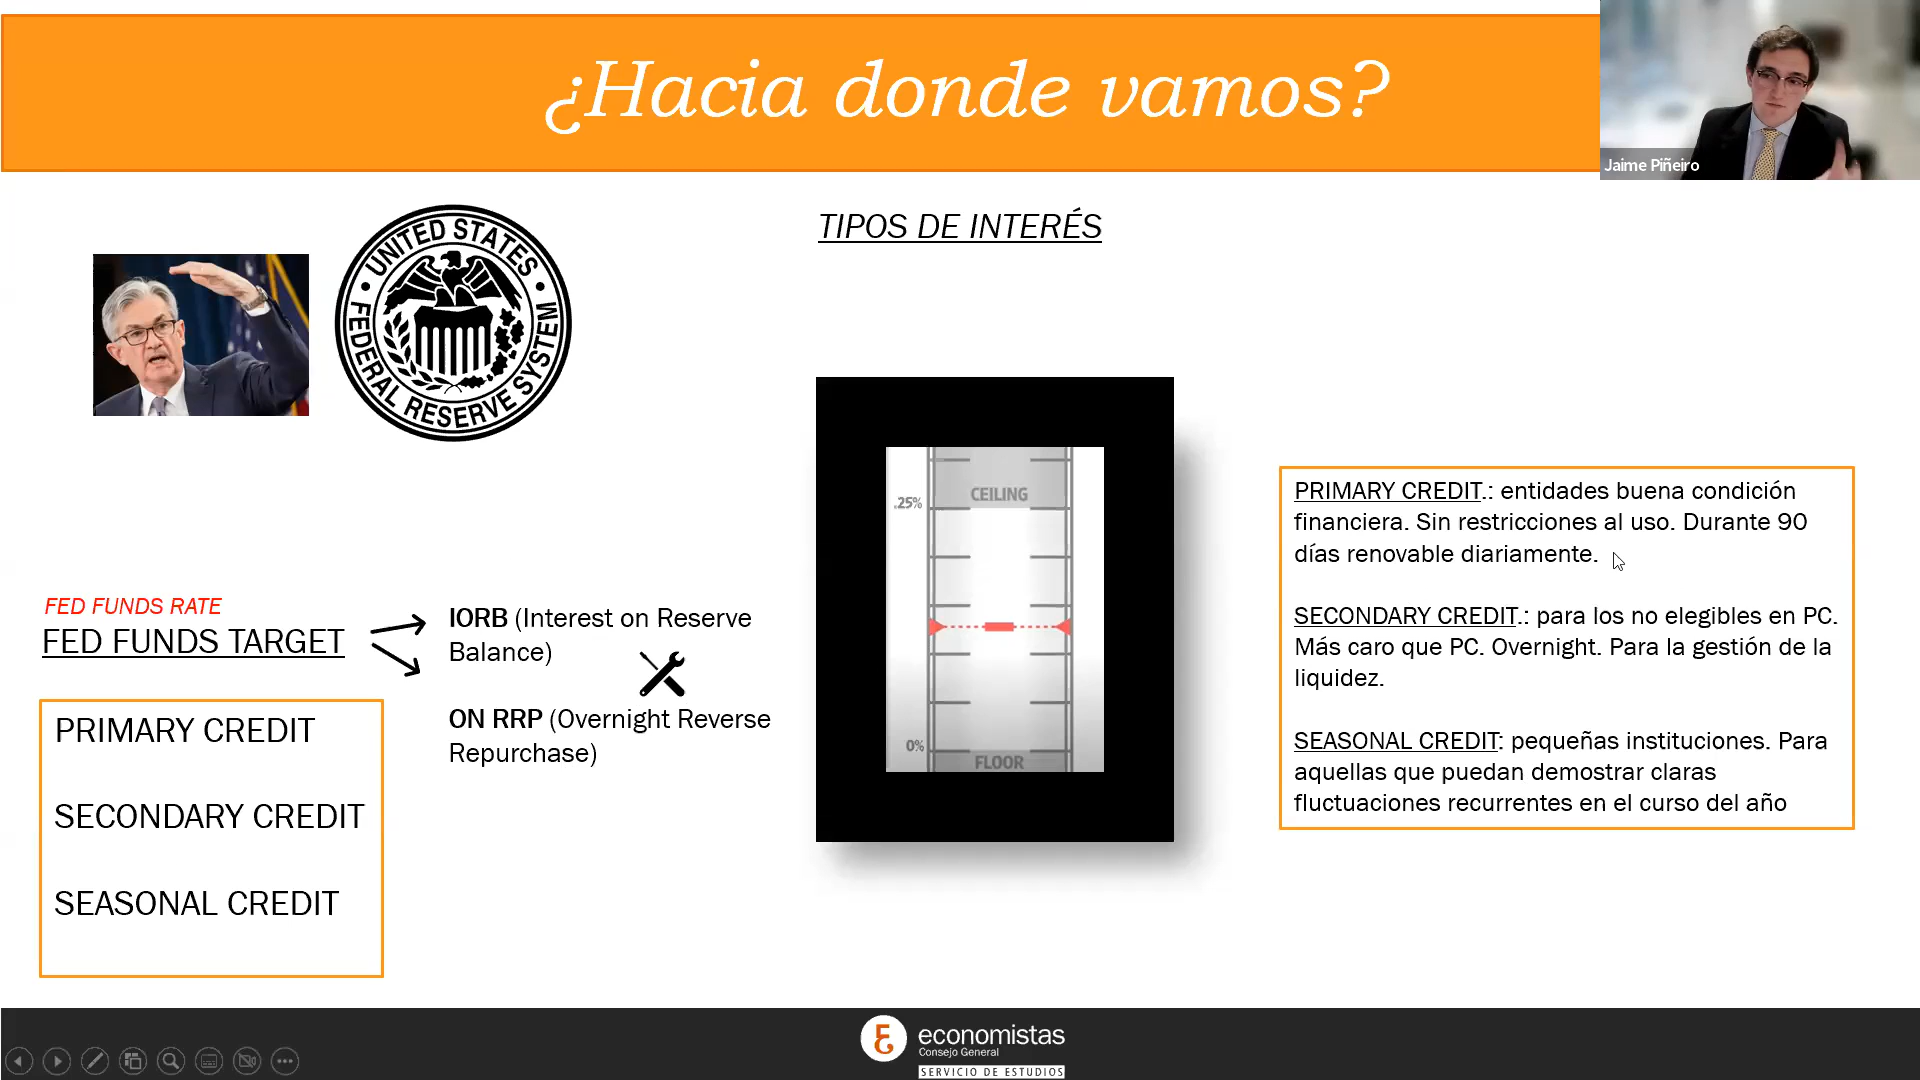 ¿Hacia donde vamos?
Jaime Piñeiro
TIPOS DE INTERÉS
UNITED STATES
FEDERAL RESERVE SYSTEM
FED FUNDS RATE
FED FUNDS TARGET
IORB (Interest on Reserve
Balance)
ON RRP (Overnight Reverse
Repurchase)
PRIMARY CREDIT
SECONDARY CREDIT
SEASONAL CREDIT
CEILING
.25%
0%
FLOOR
PRIMARY CREDIT.: entidades buena condición
financiera. Sin restricciones al uso. Durante 90
días renovable diariamente.
SECONDARY CREDIT.: para los no elegibles en PC.
Más caro que PC. Overnight. Para la gestión de la
liquidez.
SEASONAL CREDIT: pequeñas instituciones. Para
aquellas que puedan demostrar claras
fluctuaciones recurrentes en el curso del año
economistas
Consejo General
SERVICIO DE ESTUDIOS